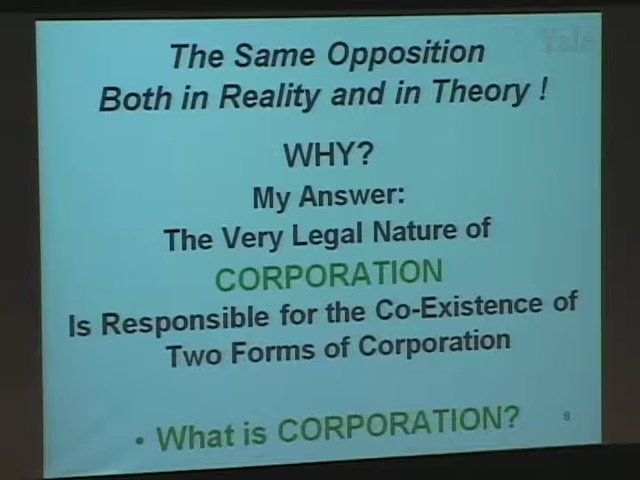 Yale
The Same Opposition
Both in Reality and in Theory !
WHY?
My Answer:
The Very Legal Nature of
CORPORATION
Is Responsible for the Co-Existence of
Two Forms of Corporation
• What is CORPORATION?
8